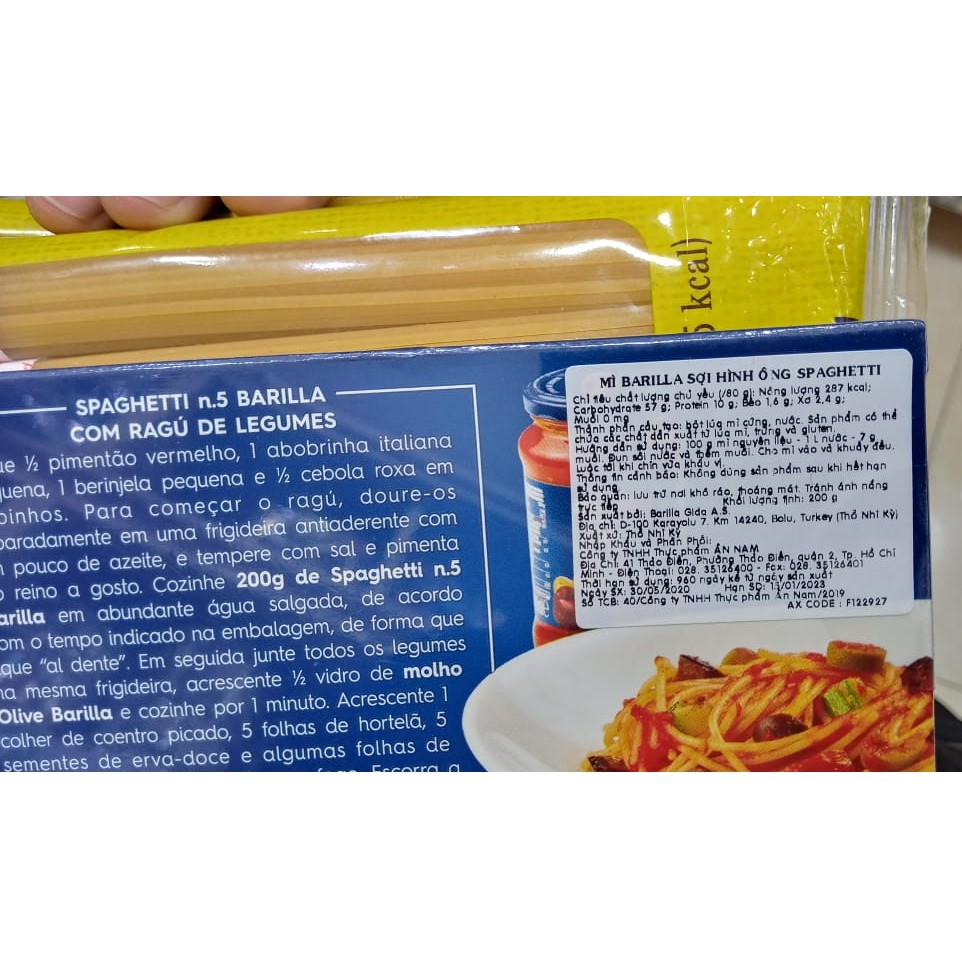 kcal)
SPAGHETTI n.5 BARILLA
COM RAGÚ DE LEGUMES
½ pimentão vermelho, 1 abobrinha italiana
1 berinjela pequena e ½ cebola roxa em
Para começar o ragú, doure-os
em uma frigideira antiaderente com
pouco de azeite, e tempere com sal e pimenta
reino a gosto. Cozinhe 200g de Spaghetti n.5
em abundante água salgada, de acordo
o tempo indicado na embalagem, de forma que
"al dente". Em seguida junte todos os legumes
mesma frigideira, acrescente ½ vidro de molho
Olive Barilla e cozinhe por 1 minuto. Acrescente 1
colher de coentro picado, 5 folhas de hortelã, 5
sementes de erva-doce e algumas folhas de
Escorra a
MÌ BARILLA SỢI HÌNH ỐNG SPAGHETTI
Chỉ tiêu chất lượng chủ yếu (/80 g): Năng lượng 287 kcal;
Carbohydrate 57 g; Protein 10 g; Béo 1,6 g; Xơ 2,4 g;
Muối 0 mg
Thành phần cấu tạo: bột lúa mì cứng, nước. Sản phẩm có thể
chứa các chất dẫn xuất từ lúa mì, trứng và gluten.
Hướng dẫn sử dụng: 100 g mì nguyên liệu - 1 L nước - 7 g
muối. Đun sôi nước và thêm muối. Cho mì vào và khuấy đều.
Luộc tới khi chín vừa khẩu vị.
Thông tin cảnh báo: Không dùng sản phẩm sau khi hết hạn
sử dụng
Bảo quản: lưu trữ nơi khô ráo, thoáng mát. Tránh ánh nắng
trực tiếp
Khối lượng tịnh: 200 g
Sản xuất bởi: Barilla Gida A.S.
Địa chỉ: D-100 Karayolu 7. Km 14240, Bolu, Turkey (Thổ Nhĩ Kỳ)
Xuất xứ: Thổ Nhĩ Kỳ
Nhập Khẩu và Phân Phối:
Công ty TNHH Thực phẩm ÂN NAM
Địa Chỉ: 41 Thảo Điền, Phường Thảo Điền, quận 2, Tp. Hồ Chí
Minh - Điện Thoại: 028. 35126400 - Fax: 028. 35126401
Thời hạn sử dụng: 960 ngày kể từ ngày sản xuất
Ngày SX: 30/05/2020 Hạn SD: /01/2023
Số TCB: 40/Công ty TNHH Thực phẩm Ân Nam/2019
AX CODE : F122927